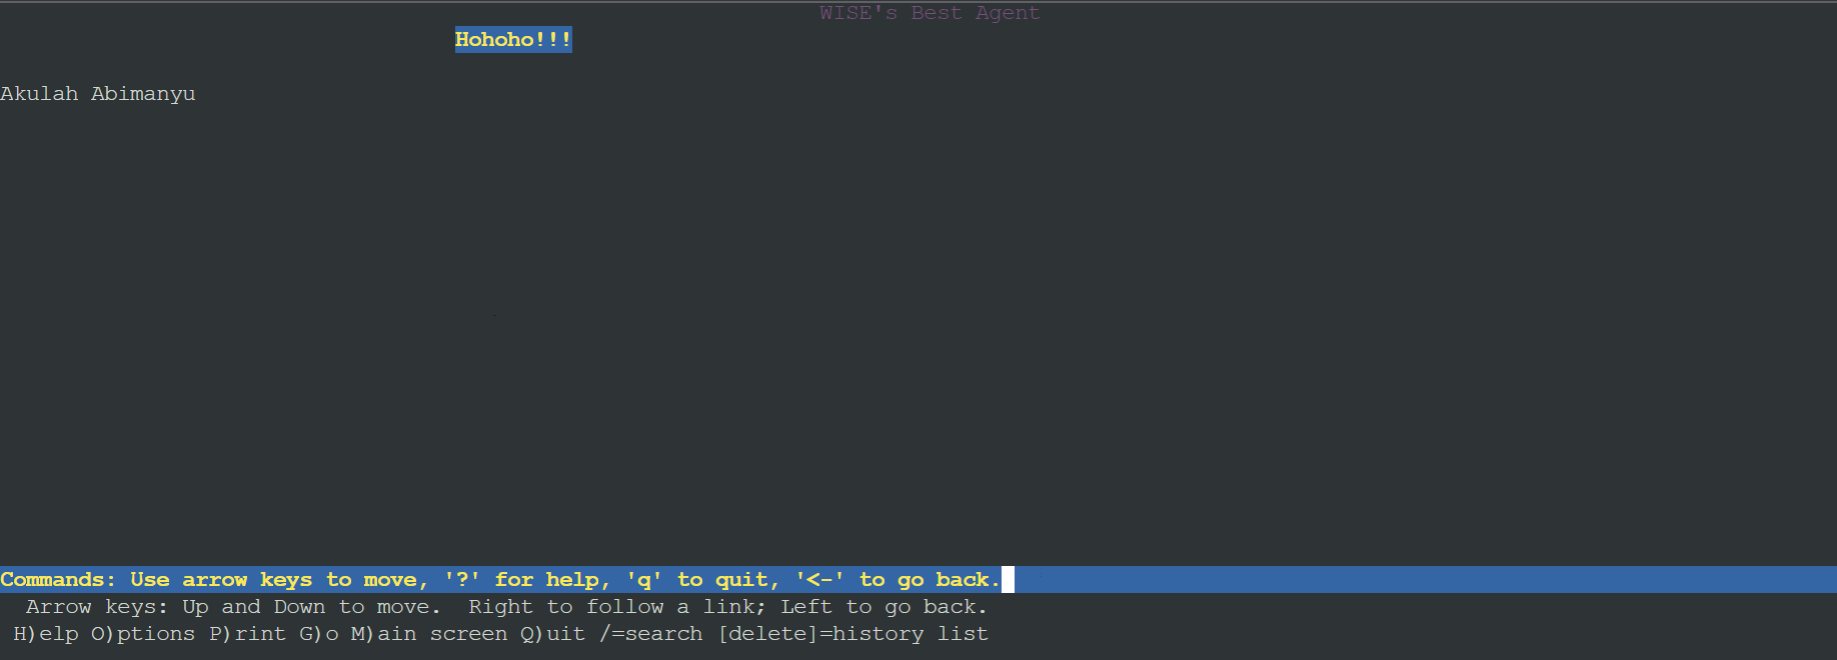 WISE's Best Agent
Hohoho!!!
Akulah Abimanyu
Commands: Use arrow keys to move, '?' for help, 'q' to quit, '<-' to go back.
Arrow keys: Up and Down to move.  Right to follow a link; Left to go back.
H)elp O)ptions P)rint G)o M)ain screen Q)uit /=search [delete]=history list